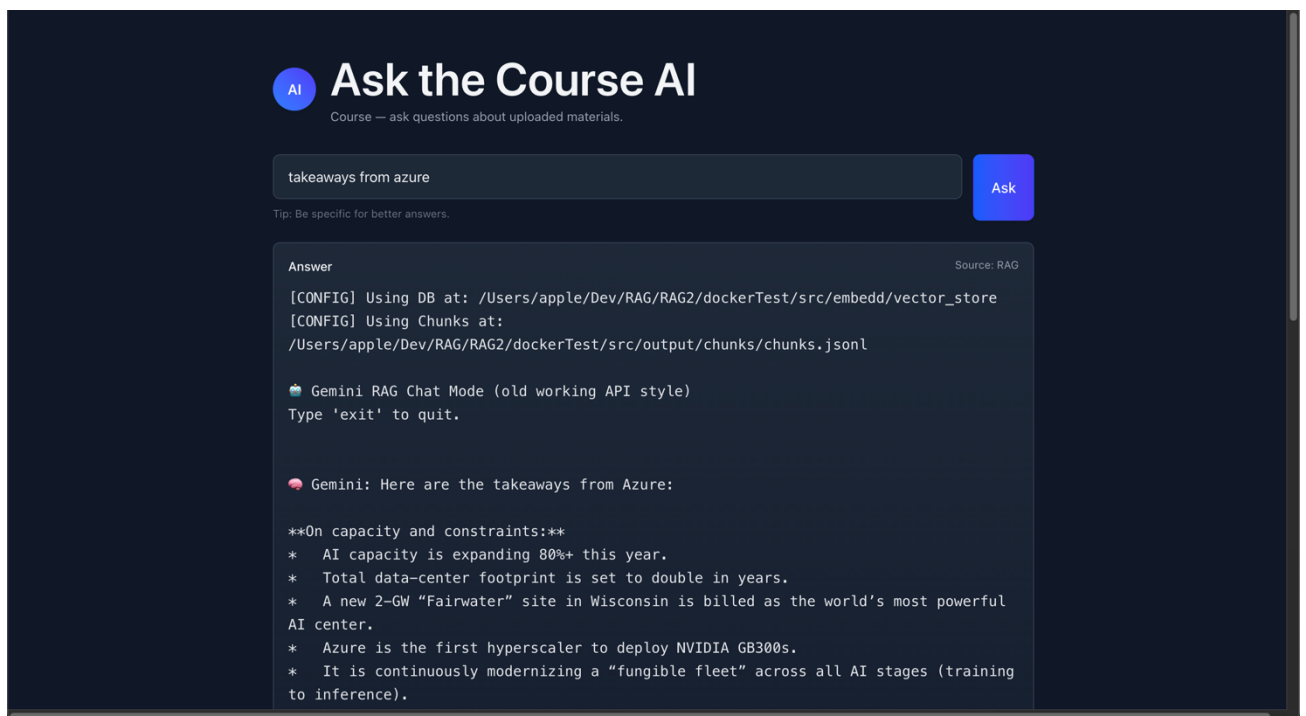 AI
Ask the Course AI
Course — ask questions about uploaded materials.
takeaways from azure
Ask
Tip: Be specific for better answers.
Answer
Source: RAG
[CONFIG] Using DB at: /Users/apple/Dev/RAG/RAG2/dockerTest/src/embedd/vector_store
[CONFIG] Using Chunks at:
/Users/apple/Dev/RAG/RAG2/dockerTest/src/output/chunks/chunks.jsonl
🤖 Gemini RAG Chat Mode (old working API style)
Type 'exit' to quit.
🧠 Gemini: Here are the takeaways from Azure:
**On capacity and constraints:**
*   AI capacity is expanding 80%+ this year.
*   Total data-center footprint is set to double in years.
*   A new 2–GW “Fairwater” site in Wisconsin is billed as the world’s most powerful
AI center.
*   Azure is the first hyperscaler to deploy NVIDIA GB300s.
*   It is continuously modernizing a “fungible fleet” across all AI stages (training
to inference).